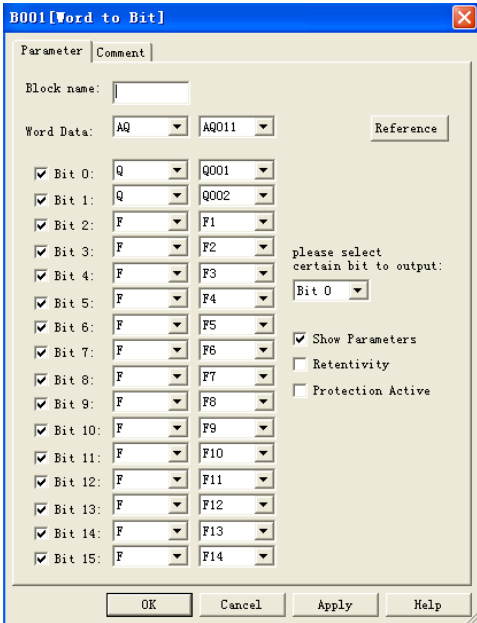 B001[Word to Bit]
Parameter Comment
Block name:
Word Data: AQ AQ011 Reference
Bit 0: Q Q001
Bit 1: Q Q002
Bit 2: F F1
Bit 3: F F2 please select
certain bit to output:
Bit 4: F F3
Bit 0
Bit 5: F F4
Bit 6: F F5
Show Parameters
Bit 7: F F6
Retentivity
Bit 8: F F7
Protection Active
Bit 9: F F8
Bit 10: F F9
Bit 11: F F10
Bit 12: F F11
Bit 13: F F12
Bit 14: F F13
Bit 15: F F14
OK Cancel Apply Help